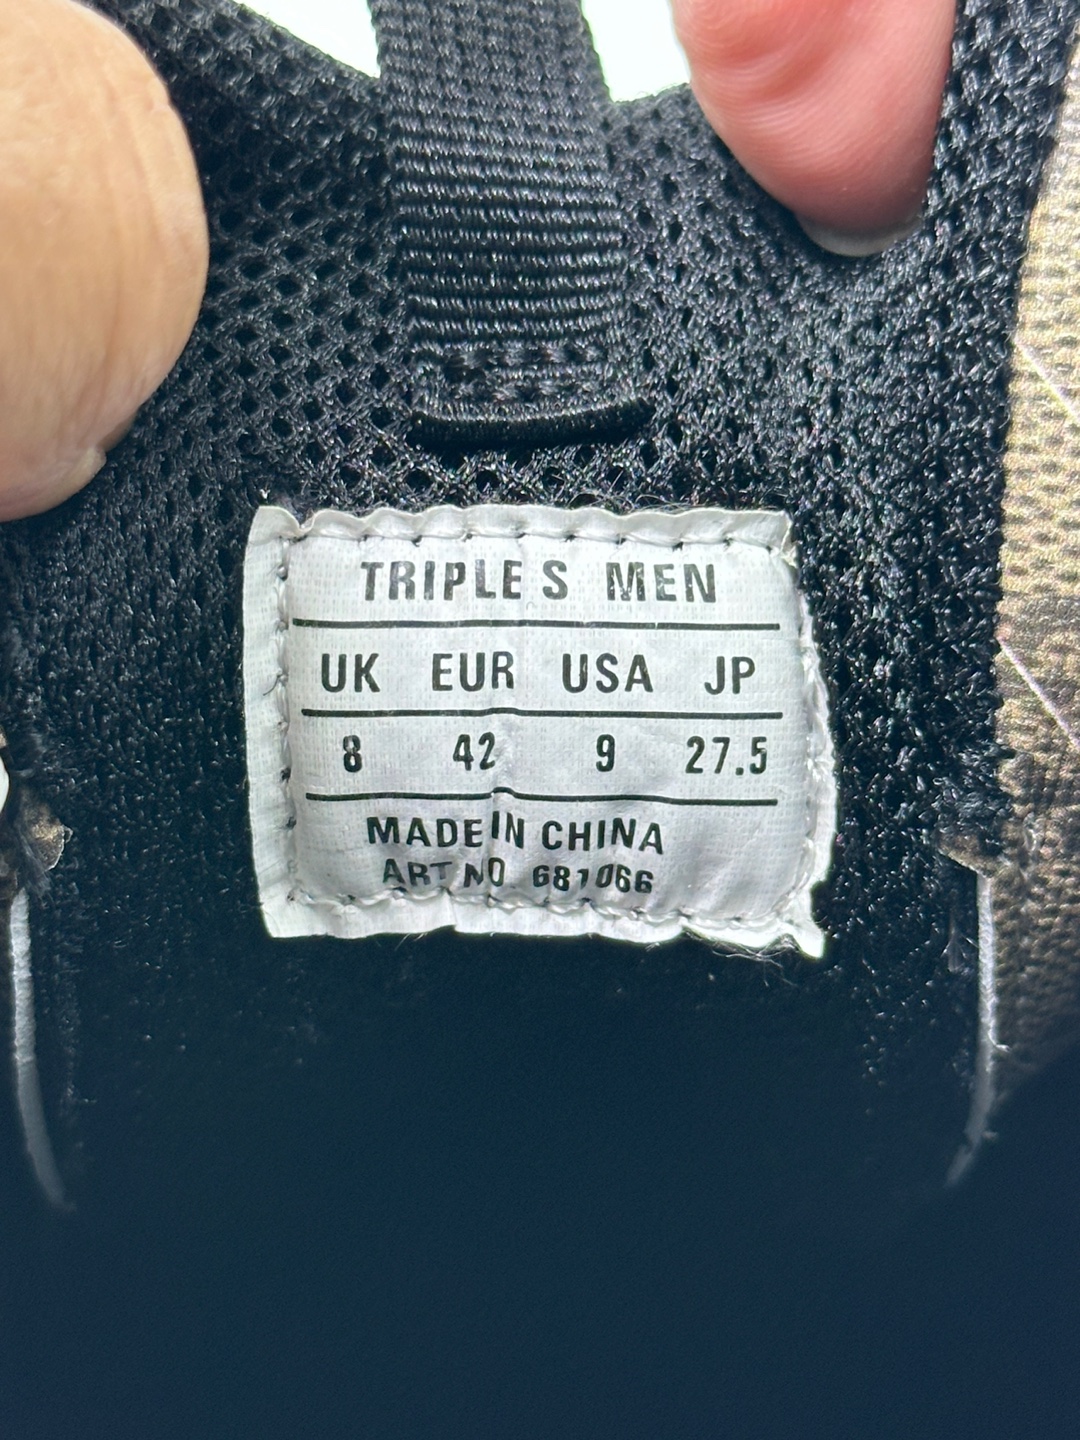 TRIPLE S MEN
UK EUR USA JP
8 42 9 27.5
MADE IN CHINA
ART NO 681066